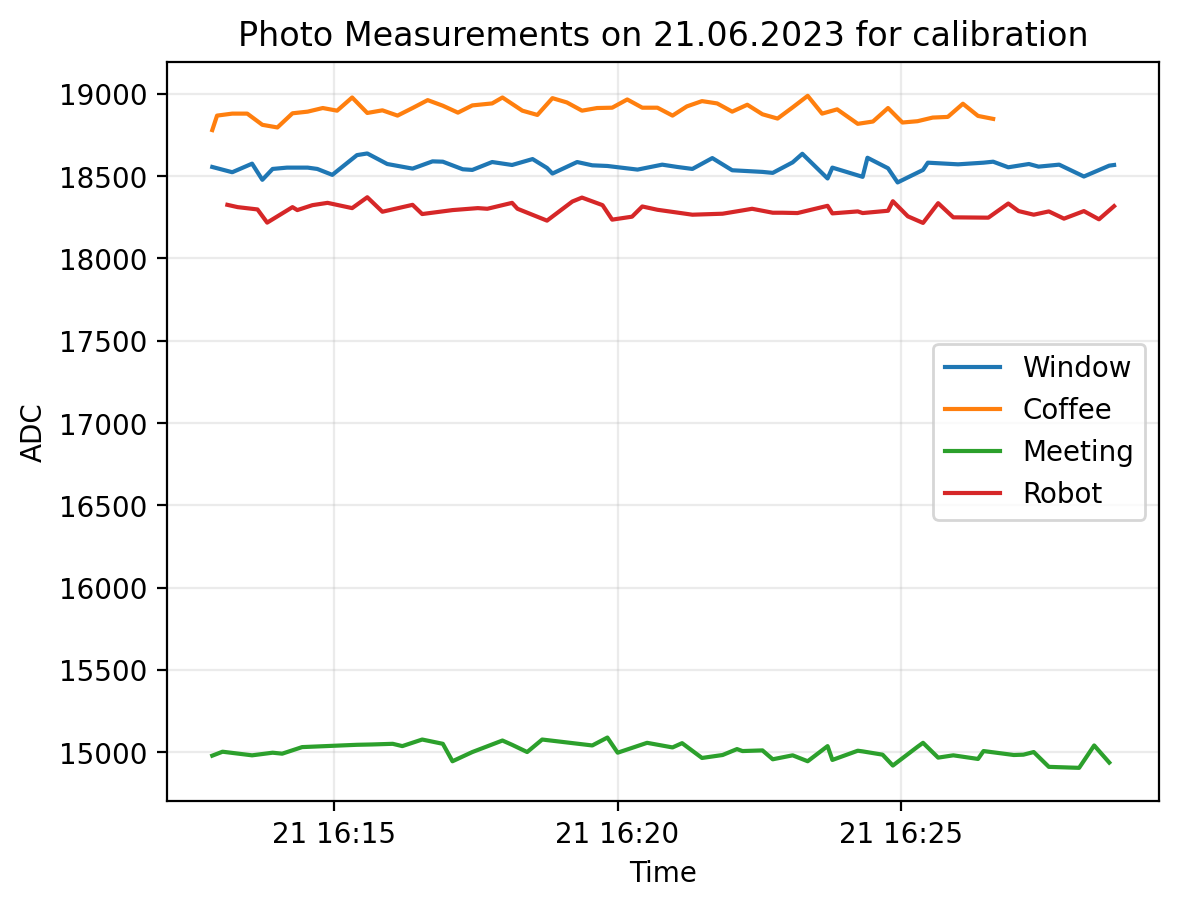 Photo Measurements on 21.06.2023 for calibration
19000
18500
18000
17500
17000
16500
16000
15500
15000
ADC
Window
Coffee
Meeting
Robot
21 16:15
21 16:20
21 16:25
Time